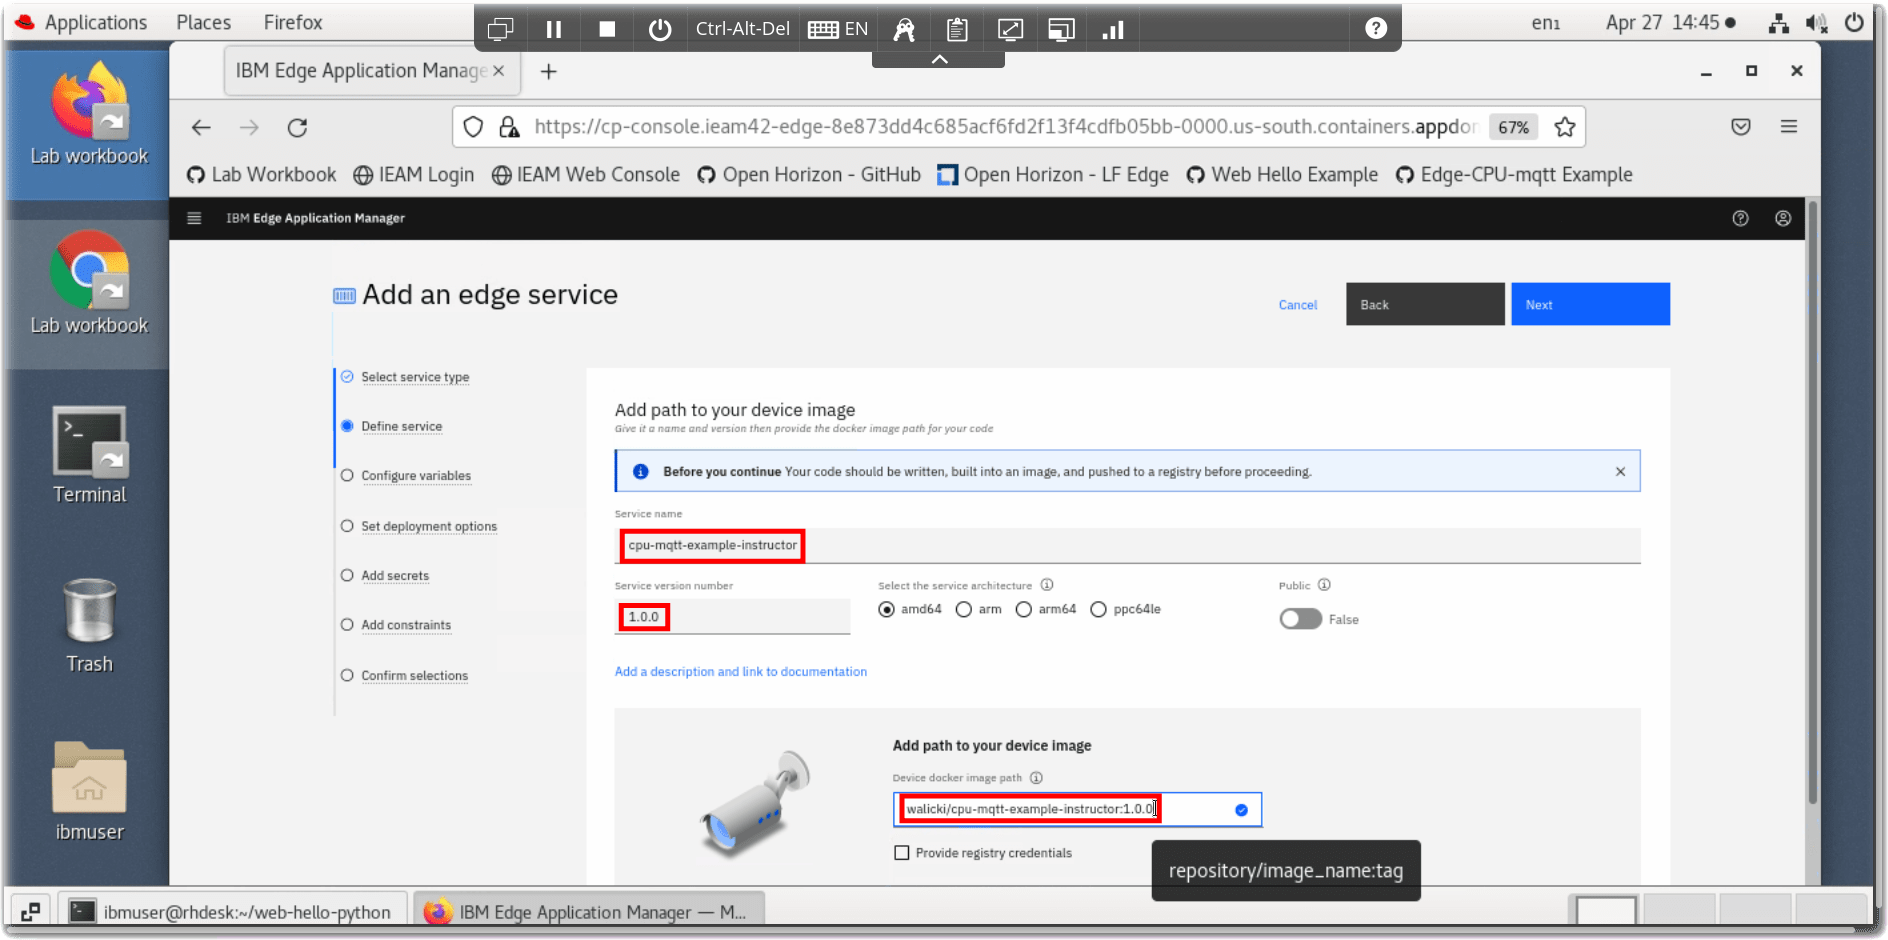 Applications Places Firefox
Ctrl-Alt-Del EN
en₁ Apr 27 14:45
IBM Edge Application Manage
https://cp-console.ieam42-edge-8e873dd4c685acf6fd2f13f4cdfb05bb-0000.us-south.containers.appdon 67%
Lab Workbook IEAM Login IEAM Web Console Open Horizon - GitHub Open Horizon - LF Edge Web Hello Example Edge-CPU-mqtt Example
Lab workbook
Lab workbook
Terminal
Trash
ibmuser
IBM Edge Application Manager
Add an edge service
Cancel Back Next
Select service type
Define service
Configure variables
Set deployment options
Add secrets
Add constraints
Confirm selections
Add path to your device image
Give it a name and version then provide the docker image path for your code
Before you continue Your code should be written, built into an image, and pushed to a registry before proceeding.
Service name
cpu-mqtt-example-instructor
Service version number Select the service architecture Public
1.0.0 amd64 arm arm64 ppc64le False
Add a description and link to documentation
Add path to your device image
Device docker image path
walicki/cpu-mqtt-example-instructor:1.0.0
Provide registry credentials
repository/image_name:tag
ibmuser@rhdesk:~/web-hello-python IBM Edge Application Manager — M...